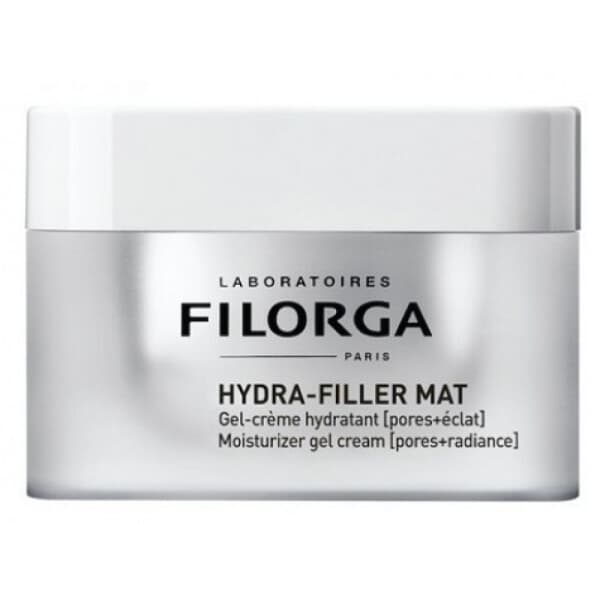 LABORATOIRES
FILORGA
PARIS
HYDRA-FILLER MAT
Gel-crème hydratant [pores+éclat]
Moisturizer gel cream [pores+radiance]